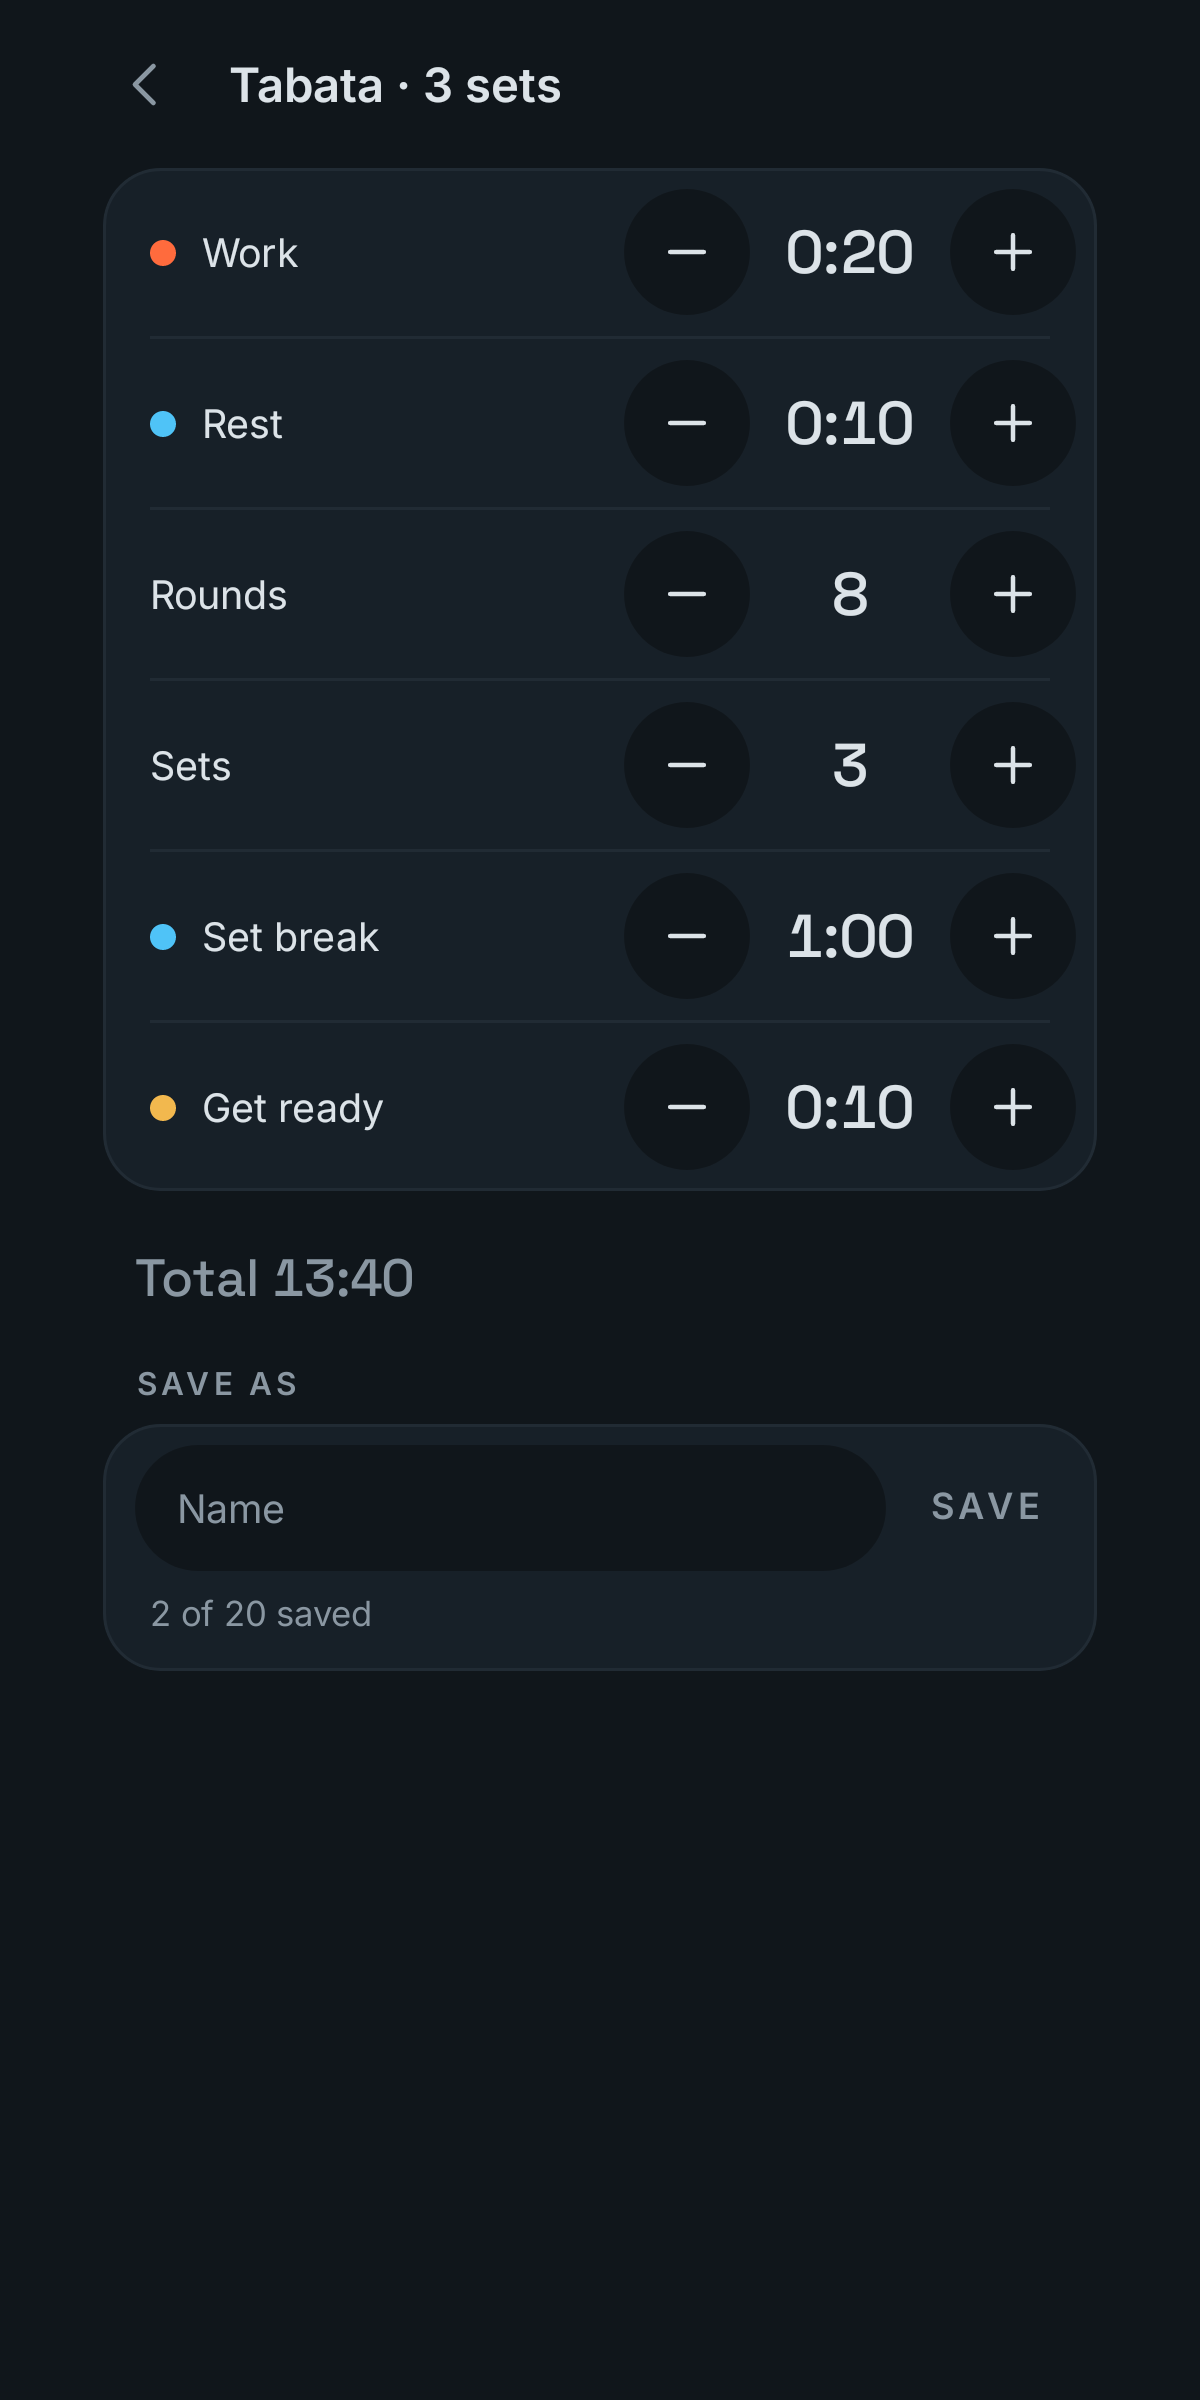 Tabata · 3 sets
Work − 0:20 +
Rest − 0:10 +
Rounds − 8 +
Sets − 3 +
Set break − 1:00 +
Get ready − 0:10 +
Total 13:40
SAVE AS
Name SAVE
2 of 20 saved